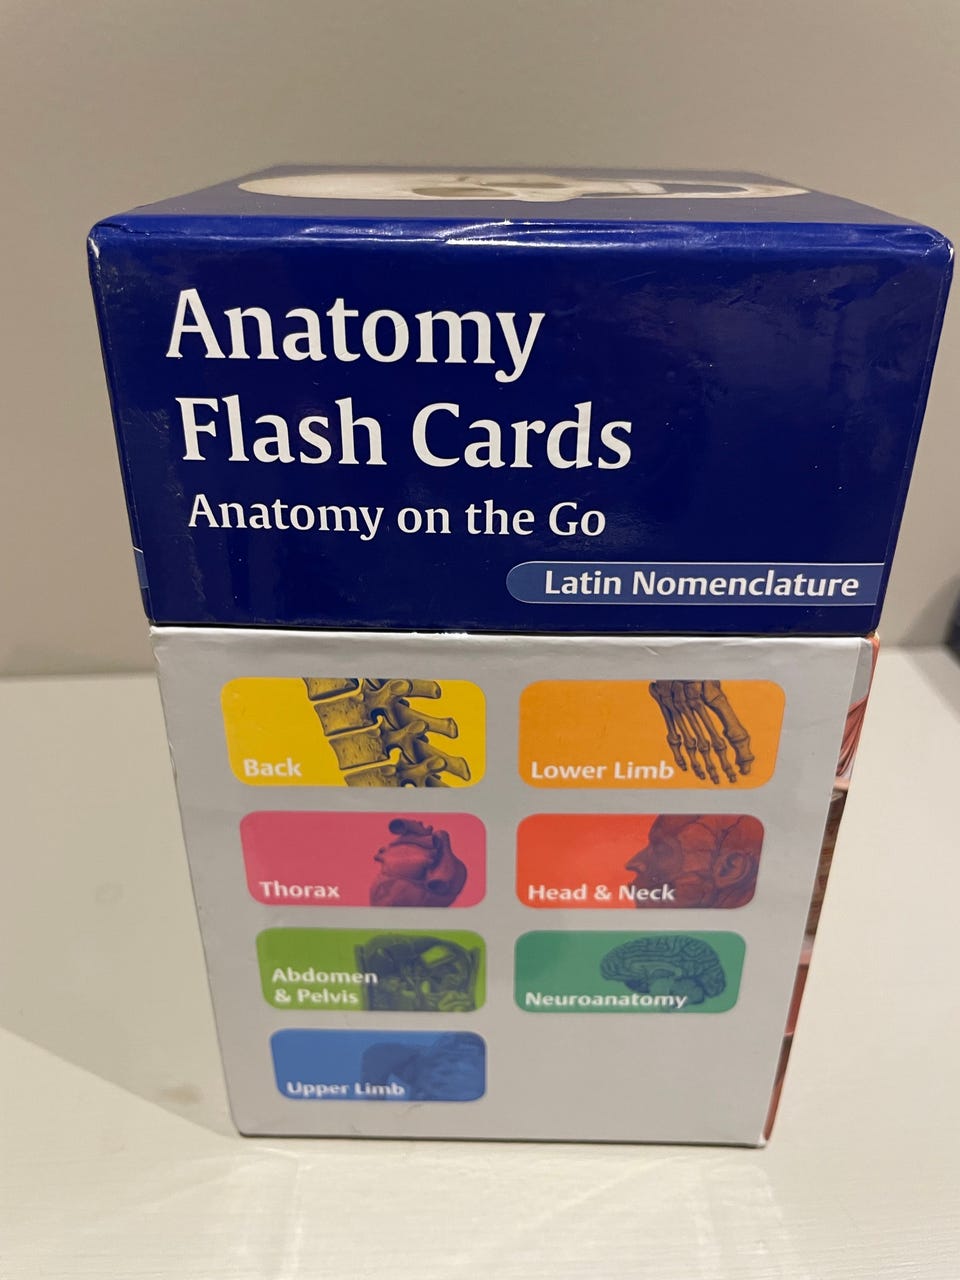 Anatomy
Flash Cards
Anatomy on the Go
Latin Nomenclature
Back
Lower Limb
Thorax
Head & Neck
Abdomen
& Pelvis
Neuroanatomy
Upper Limb